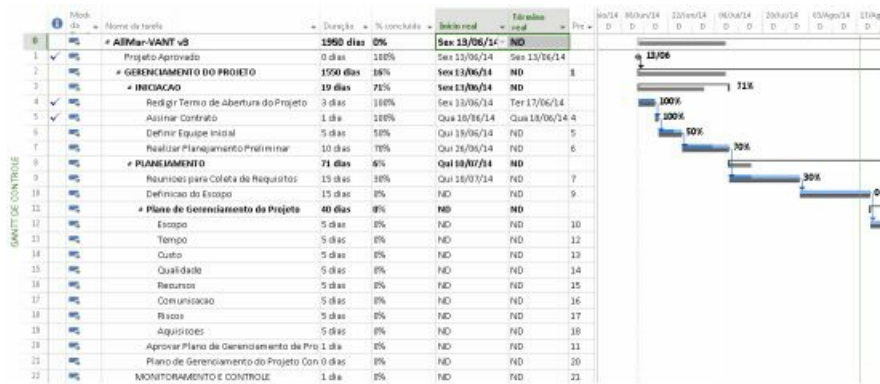 Modo da Nome da tarefa Duração % concluída Início real Término real Pre
0 AllMar-VANT v3 1950 dias 0% Sex 13/06/14 ND
1 Projeto Aprovado 0 dias 100% Sex 13/06/14 Sex 13/06/14
2 GERENCIAMENTO DO PROJETO 1550 dias 16% Sex 13/06/14 ND 1
3 INICIACAO 19 dias 71% Sex 13/06/14 ND
4 Redigir Termo de Abertura do Projeto 3 dias 100% Sex 13/06/14 Ter 17/06/14
5 Assinar Contrato 1 dia 100% Qua 18/06/14 Qua 18/06/14 4
6 Definir Equipe Inicial 5 dias 50% Qui 19/06/14 ND 5
7 Realizar Planejamento Preliminar 10 dias 70% Qui 26/06/14 ND 6
8 PLANEJAMENTO 71 dias 6% Qui 10/07/14 ND
9 Reunioes para Coleta de Requisitos 15 dias 30% Qui 10/07/14 ND 7
10 Definicao do Escopo 15 dias 0% ND ND 9
11 Plano de Gerenciamento do Projeto 40 dias 0% ND ND
12 Escopo 5 dias 0% ND ND 10
13 Tempo 5 dias 0% ND ND 12
14 Custo 5 dias 0% ND ND 13
15 Qualidade 5 dias 0% ND ND 14
16 Recursos 5 dias 0% ND ND 15
17 Comunicacao 5 dias 0% ND ND 16
18 Riscos 5 dias 0% ND ND 17
19 Aquisicoes 5 dias 0% ND ND 18
20 Aprovar Plano de Gerenciamento de Pro 1 dia 0% ND ND 11
21 Plano de Gerenciamento do Projeto Con 0 dias 0% ND ND 20
22 MONITORAMENTO E CONTROLE 1 dia 0% ND ND 21
GANTT DE CONTROLE
22/Jun/14 06/Jul/14 20/Jul/14 03/Ago/14
D D D D D D D D D D D
13/06
71%
100%
100%
50%
70%
30%